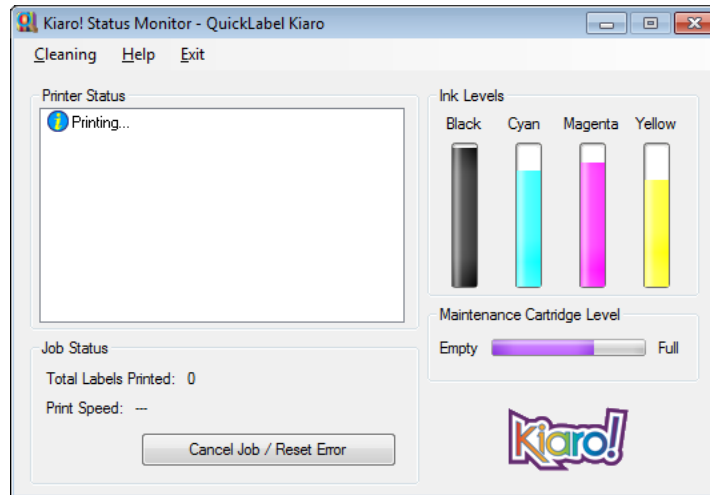 Kiaro! Status Monitor - QuickLabel Kiaro
Cleaning Help Exit
Printer Status
Printing...
Job Status
Total Labels Printed: 0
Print Speed: ---
Cancel Job / Reset Error
Ink Levels
Black Cyan Magenta Yellow
Maintenance Cartridge Level
Empty Full
Kiaro!